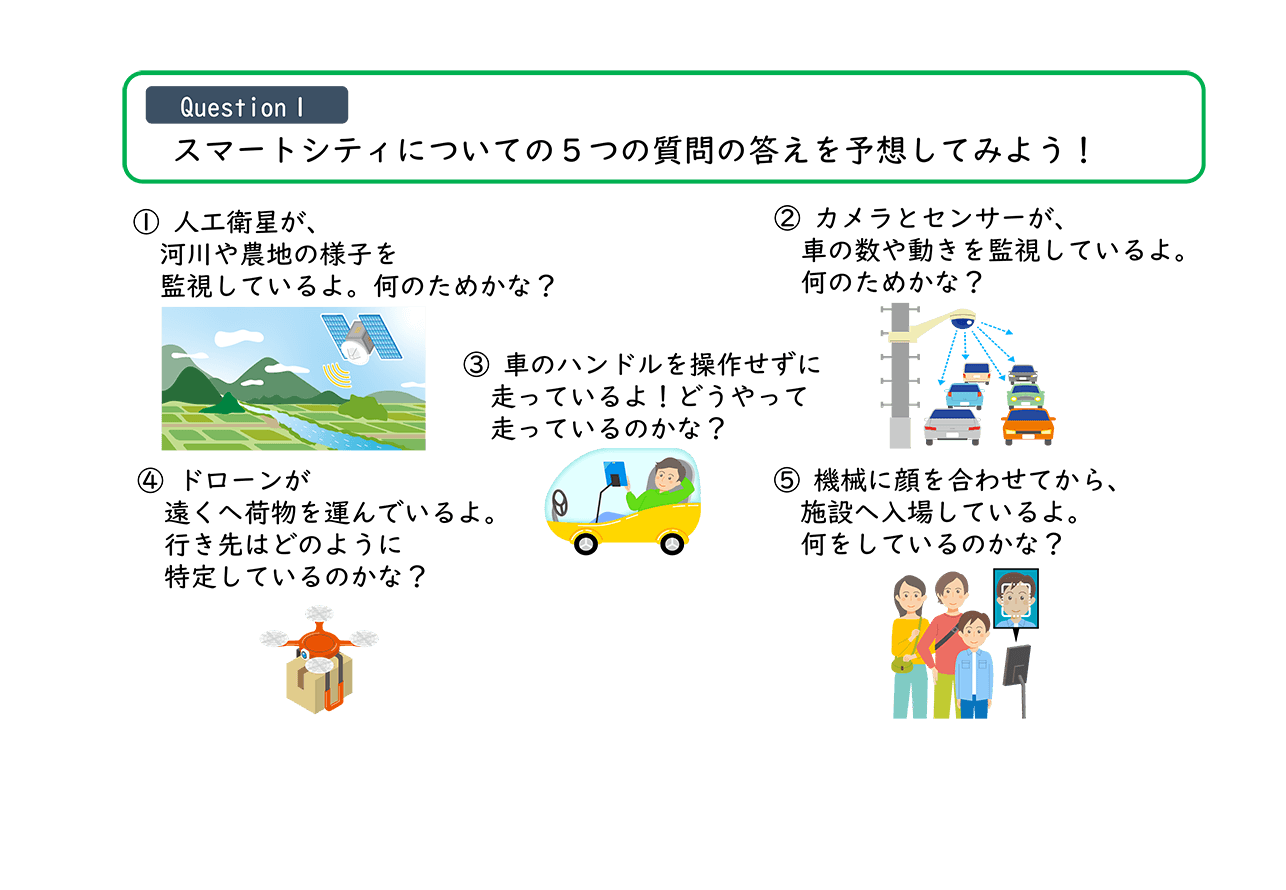 Question1
スマートシティについての５つの質問の答えを予想してみよう！
① 人工衛星が、
河川や農地の様子を
監視しているよ。何のためかな？
② カメラとセンサーが、
車の数や動きを監視しているよ。
何のためかな？
③ 車のハンドルを操作せずに
走っているよ！どうやって
走っているのかな？
④ ドローンが
遠くへ荷物を運んでいるよ。
行き先はどのように
特定しているのかな？
⑤ 機械に顔を合わせてから、
施設へ入場しているよ。
何をしているのかな？